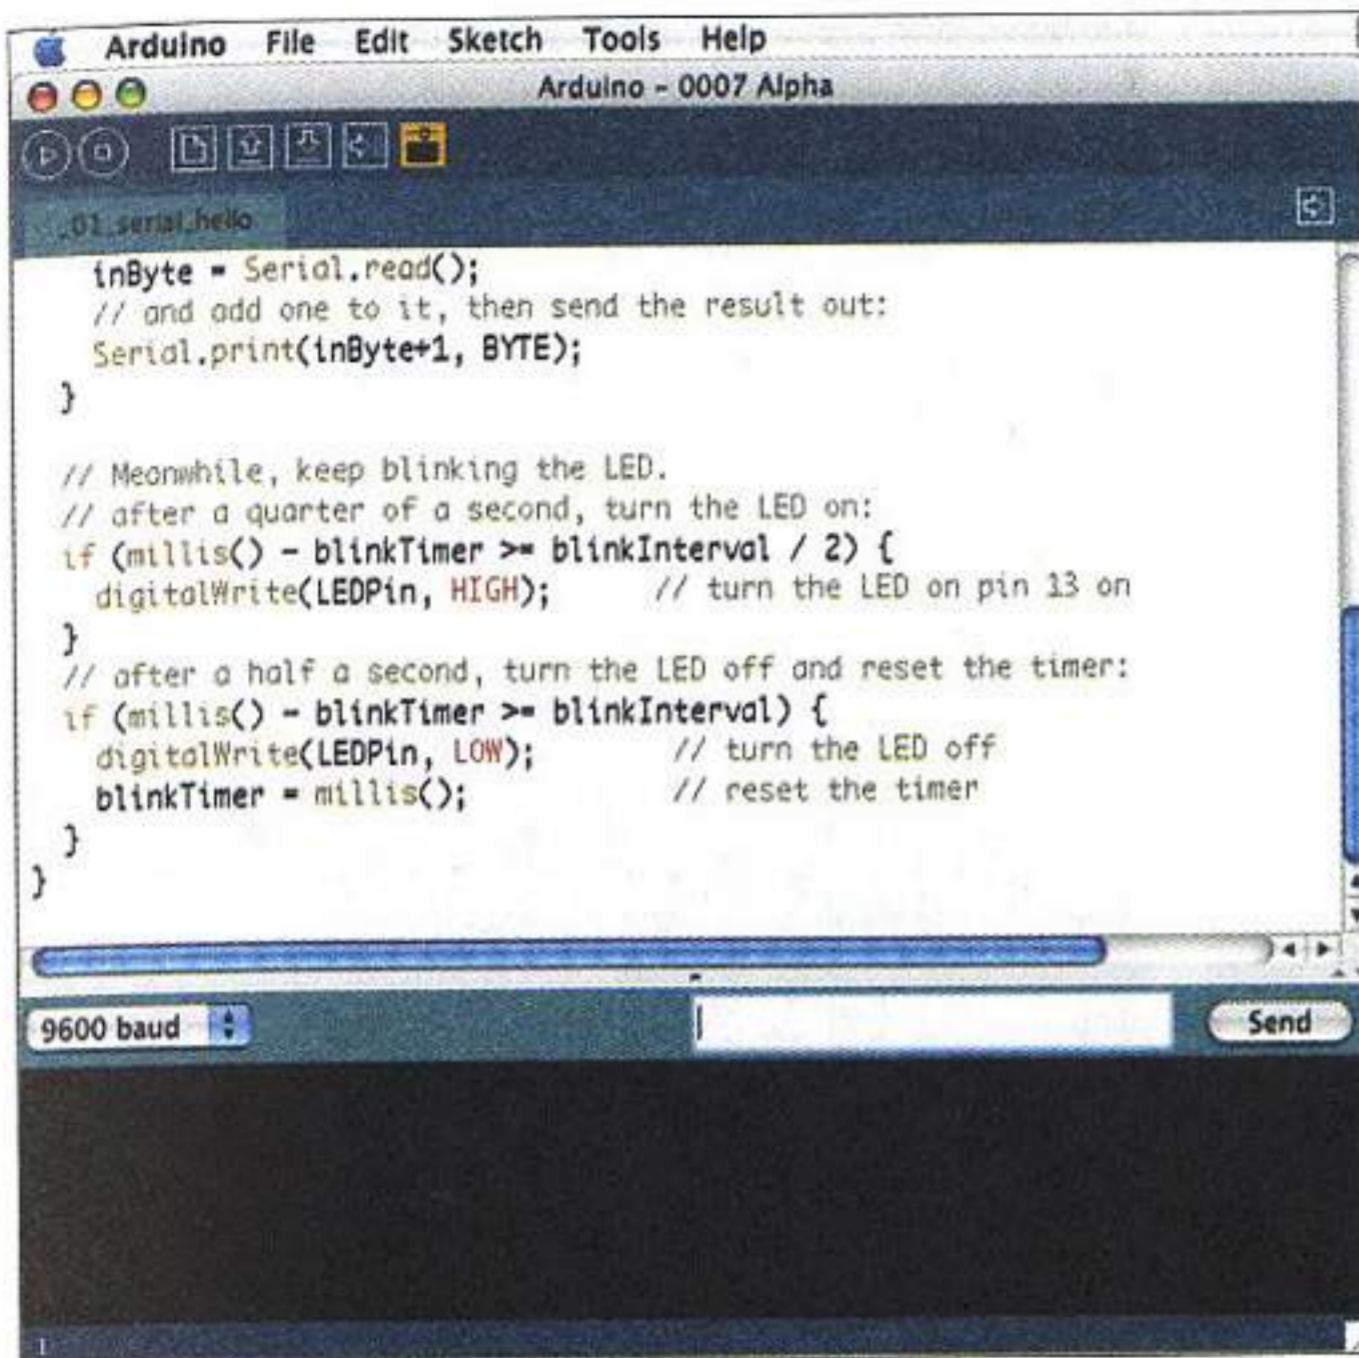 Arduino File Edit Sketch Tools Help
Arduino - 0007 Alpha
_01_serial_hello
inByte = Serial.read();
// and add one to it, then send the result out:
Serial.print(inByte+1, BYTE);
}
// Meanwhile, keep blinking the LED.
// after a quarter of a second, turn the LED on:
if (millis() - blinkTimer >= blinkInterval / 2) {
digitalWrite(LEDPin, HIGH); // turn the LED on pin 13 on
}
// after a half a second, turn the LED off and reset the timer:
if (millis() - blinkTimer >= blinkInterval) {
digitalWrite(LEDPin, LOW); // turn the LED off
blinkTimer = millis(); // reset the timer
}
}
9600 baud Send
1